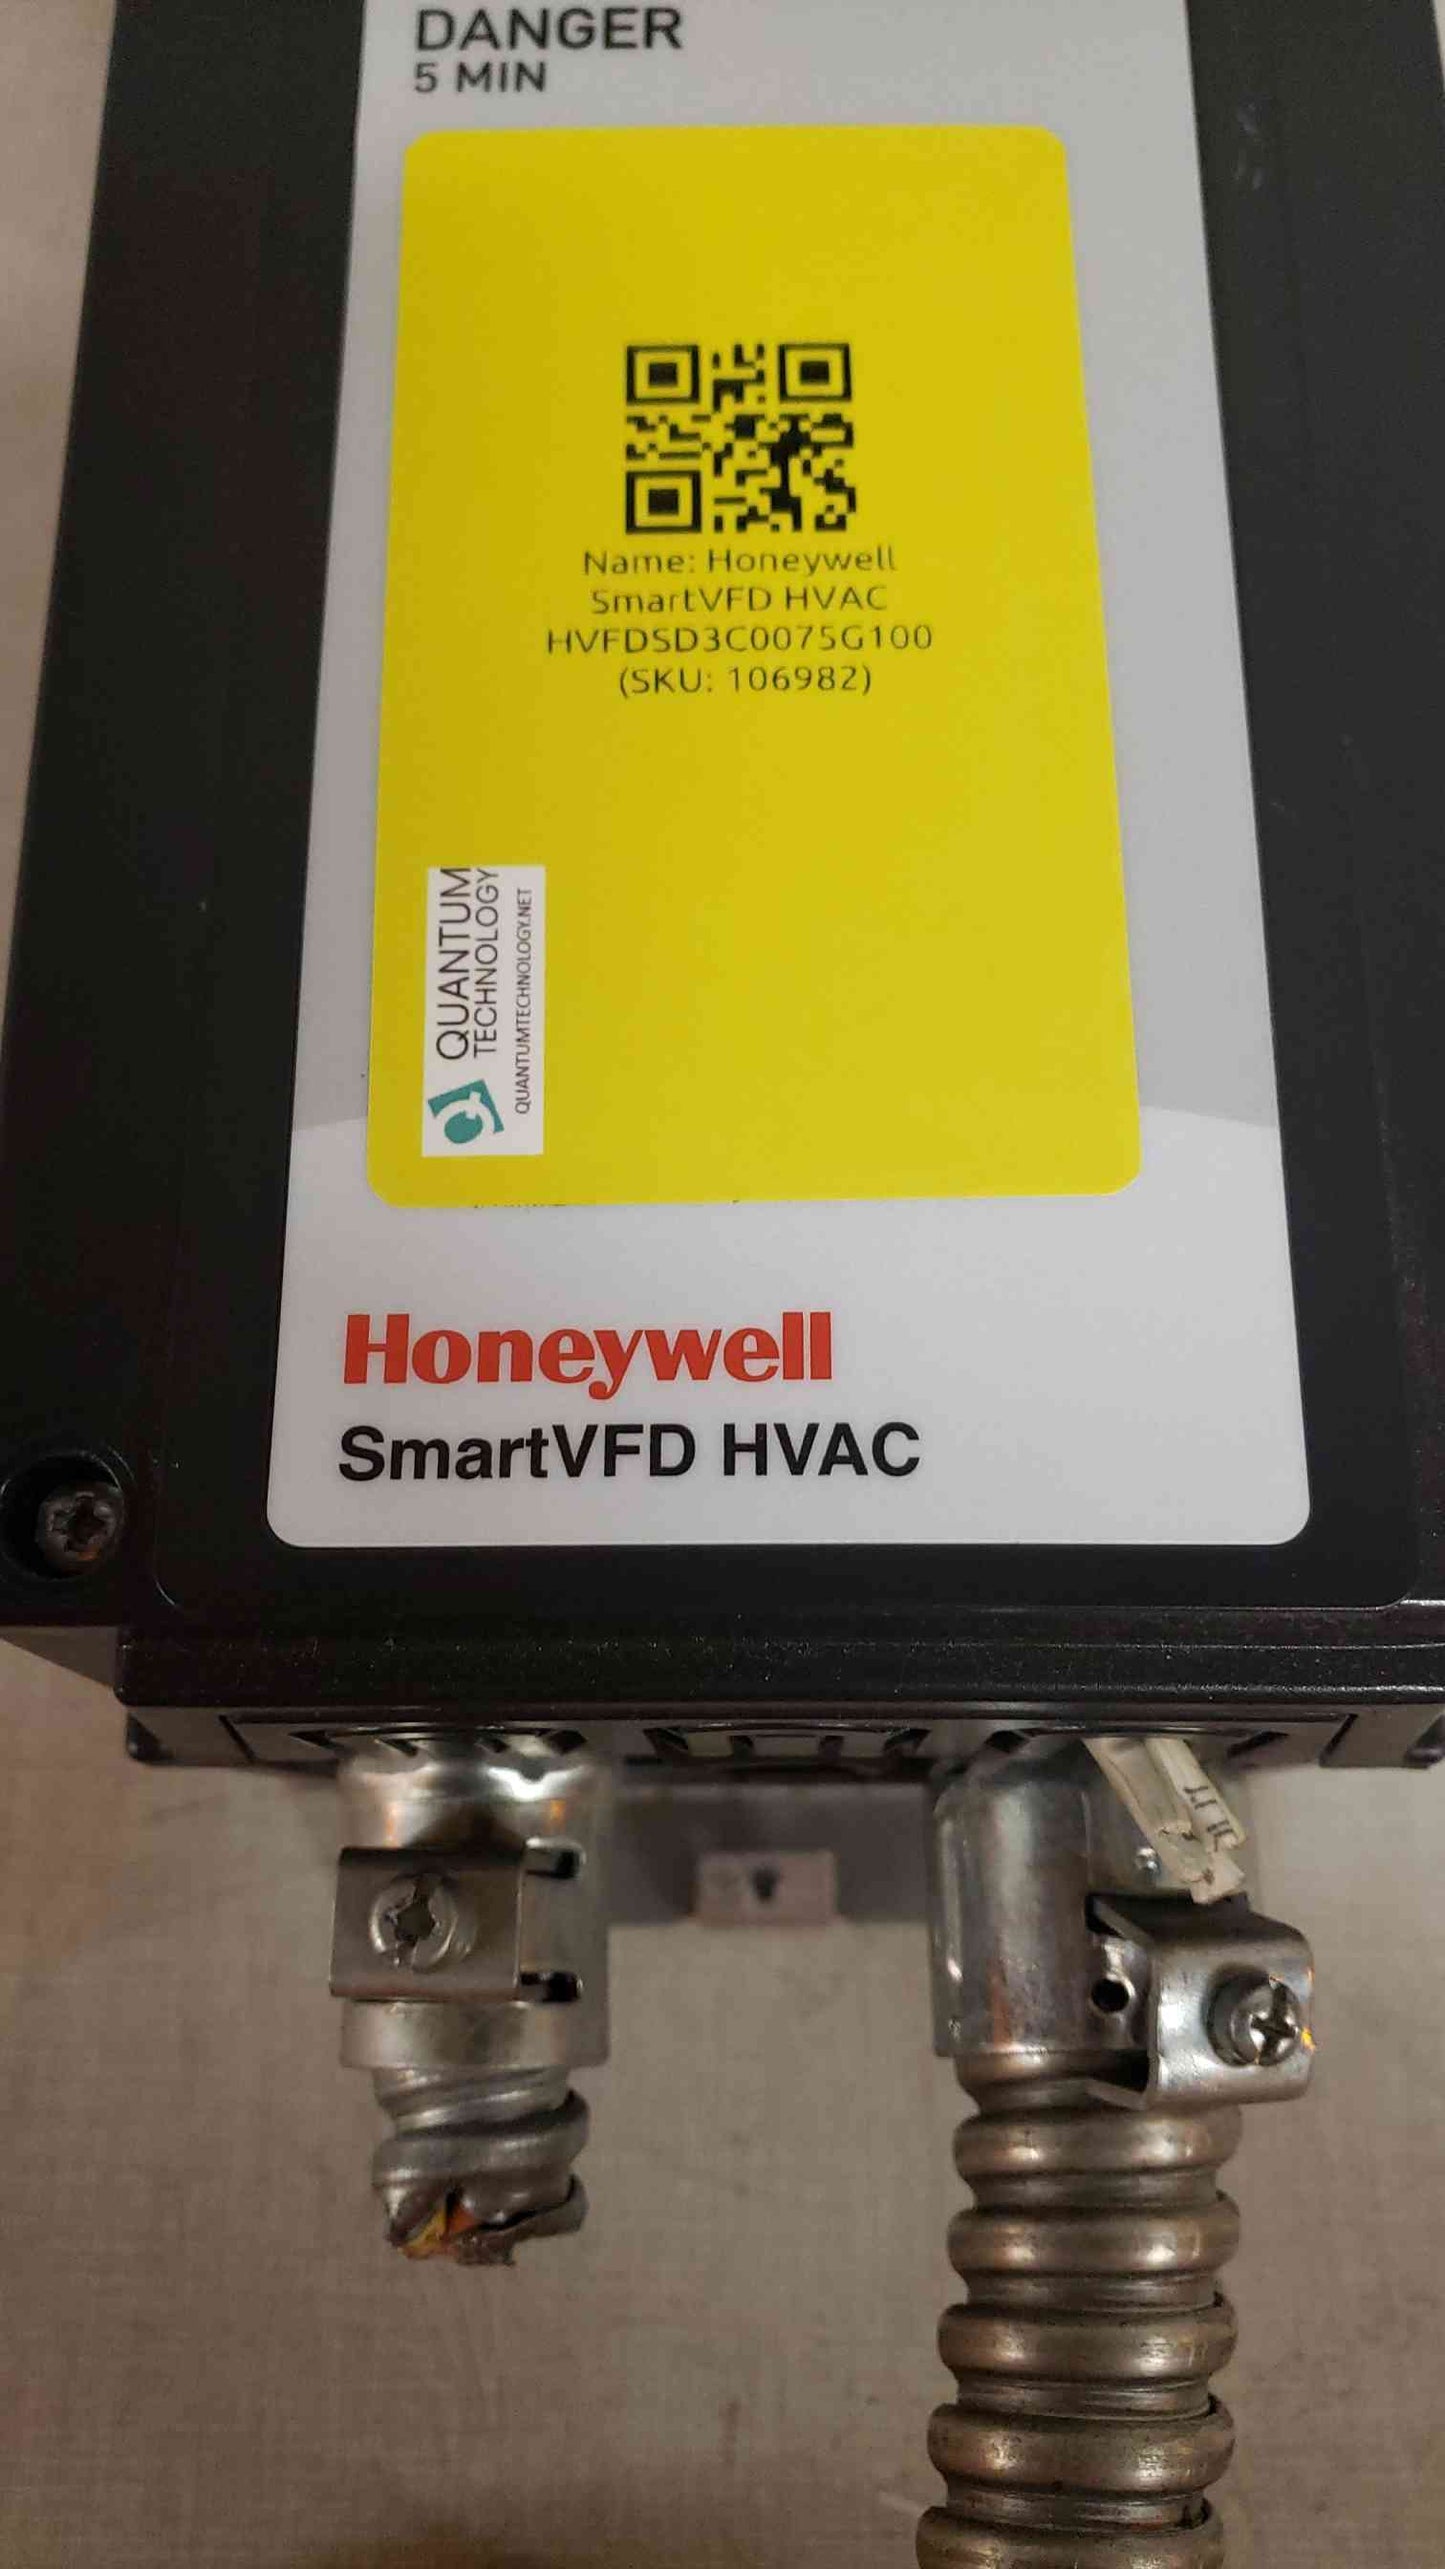 DANGER
5 MIN
Name: Honeywell
SmartVFD HVAC
HVFDSD3C0075G100
(SKU: 106982)
QUANTUM
TECHNOLOGY
QUANTUMTECHNOLOGY.NET
Honeywell
SmartVFD HVAC